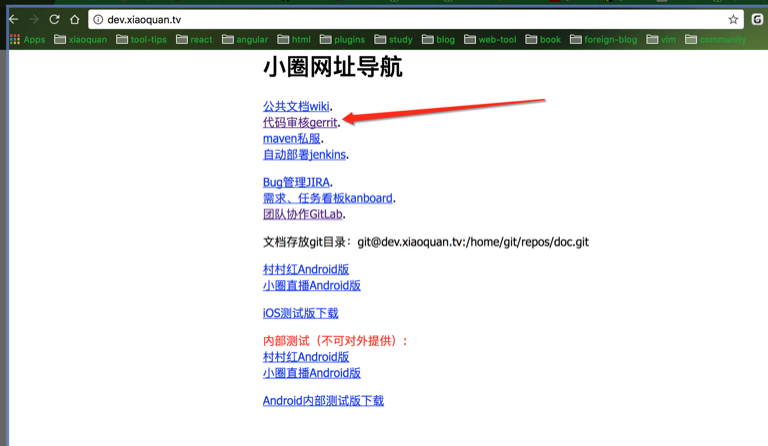 dev.xiaoquan.tv
Apps xiaoquan tool-tips react angular html plugins study blog web-tool book foreign-blog vim community
小圈网址导航
公共文档wiki.
代码审核gerrit.
maven私服.
自动部署jenkins.
Bug管理JIRA.
需求、任务看板kanboard.
团队协作GitLab.
文档存放git目录：git@dev.xiaoquan.tv:/home/git/repos/doc.git
村村红Android版
小圈直播Android版
iOS测试版下载
内部测试（不可对外提供）:
村村红Android版
小圈直播Android版
Android内部测试版下载